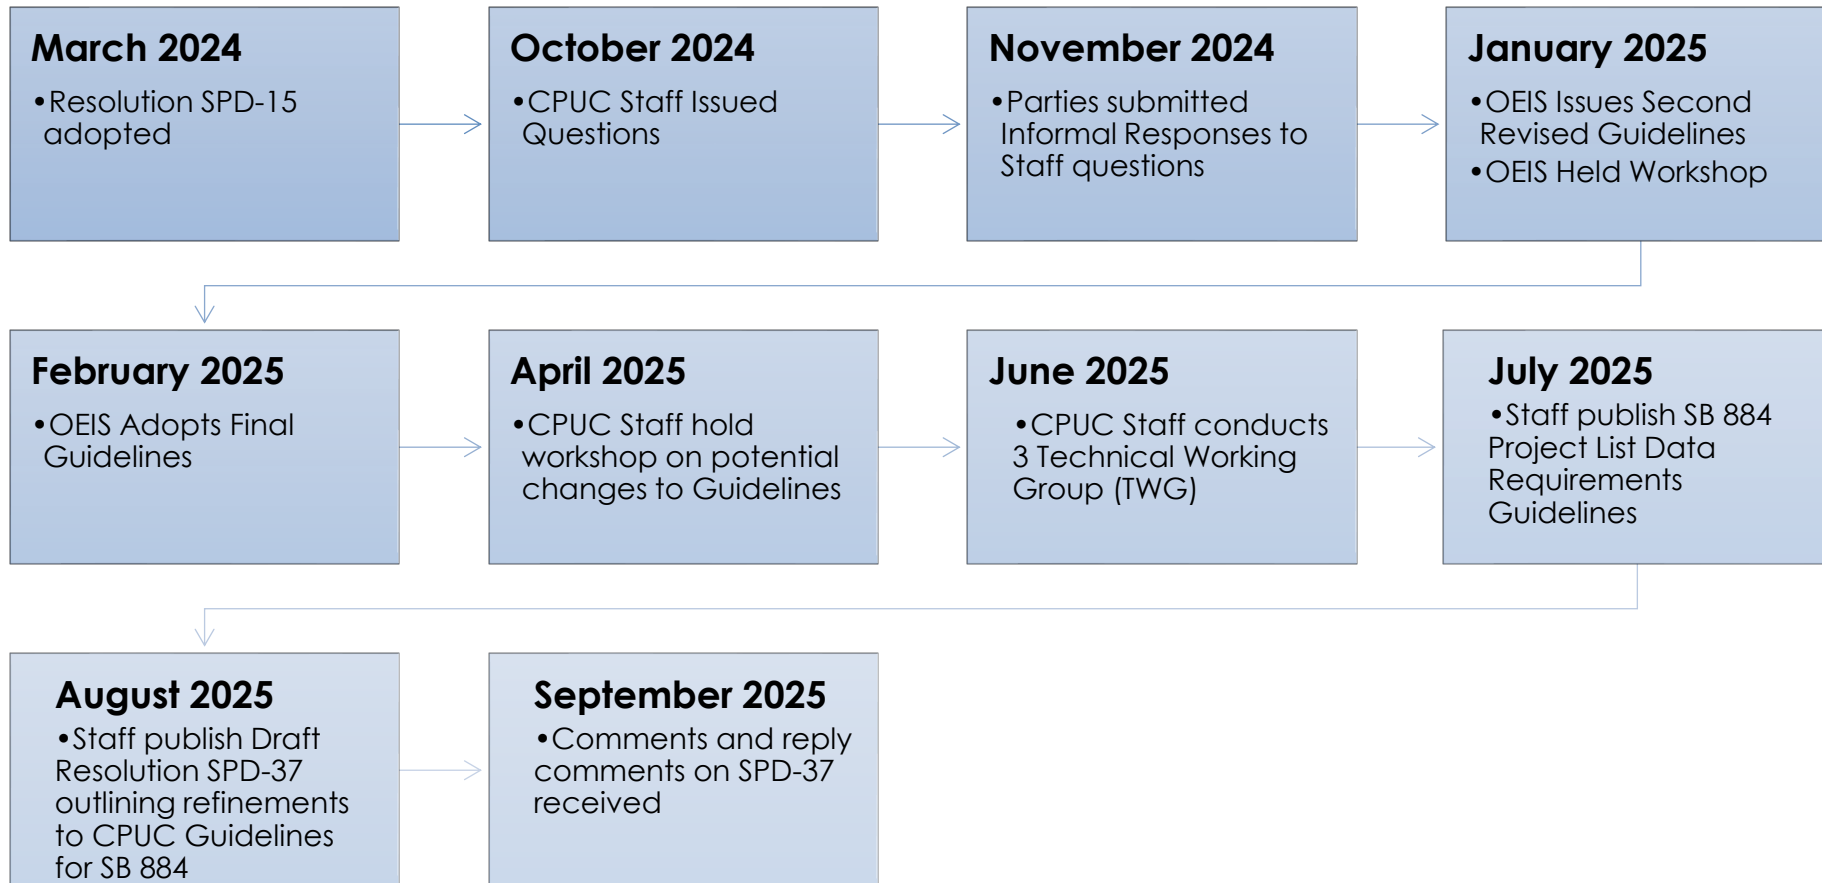 March 2024
•Resolution SPD-15
adopted
October 2024
•CPUC Staff Issued
Questions
November 2024
•Parties submitted
Informal Responses to
Staff questions
January 2025
•OEIS Issues Second
Revised Guidelines
•OEIS Held Workshop
February 2025
•OEIS Adopts Final
Guidelines
April 2025
•CPUC Staff hold
workshop on potential
changes to Guidelines
June 2025
•CPUC Staff conducts
3 Technical Working
Group (TWG)
July 2025
•Staff publish SB 884
Project List Data
Requirements
Guidelines
August 2025
•Staff publish Draft
Resolution SPD-37
outlining refinements
to CPUC Guidelines
for SB 884
September 2025
•Comments and reply
comments on SPD-37
received